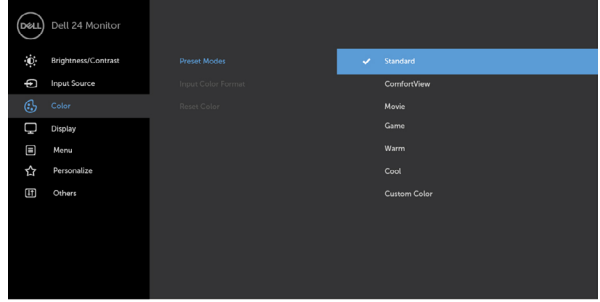 DELL Dell 24 Monitor
Brightness/Contrast Preset Modes Standard
Input Source Input Color Format ComfortView
Color Reset Color Movie
Display Game
Menu Warm
Personalize Cool
Others Custom Color